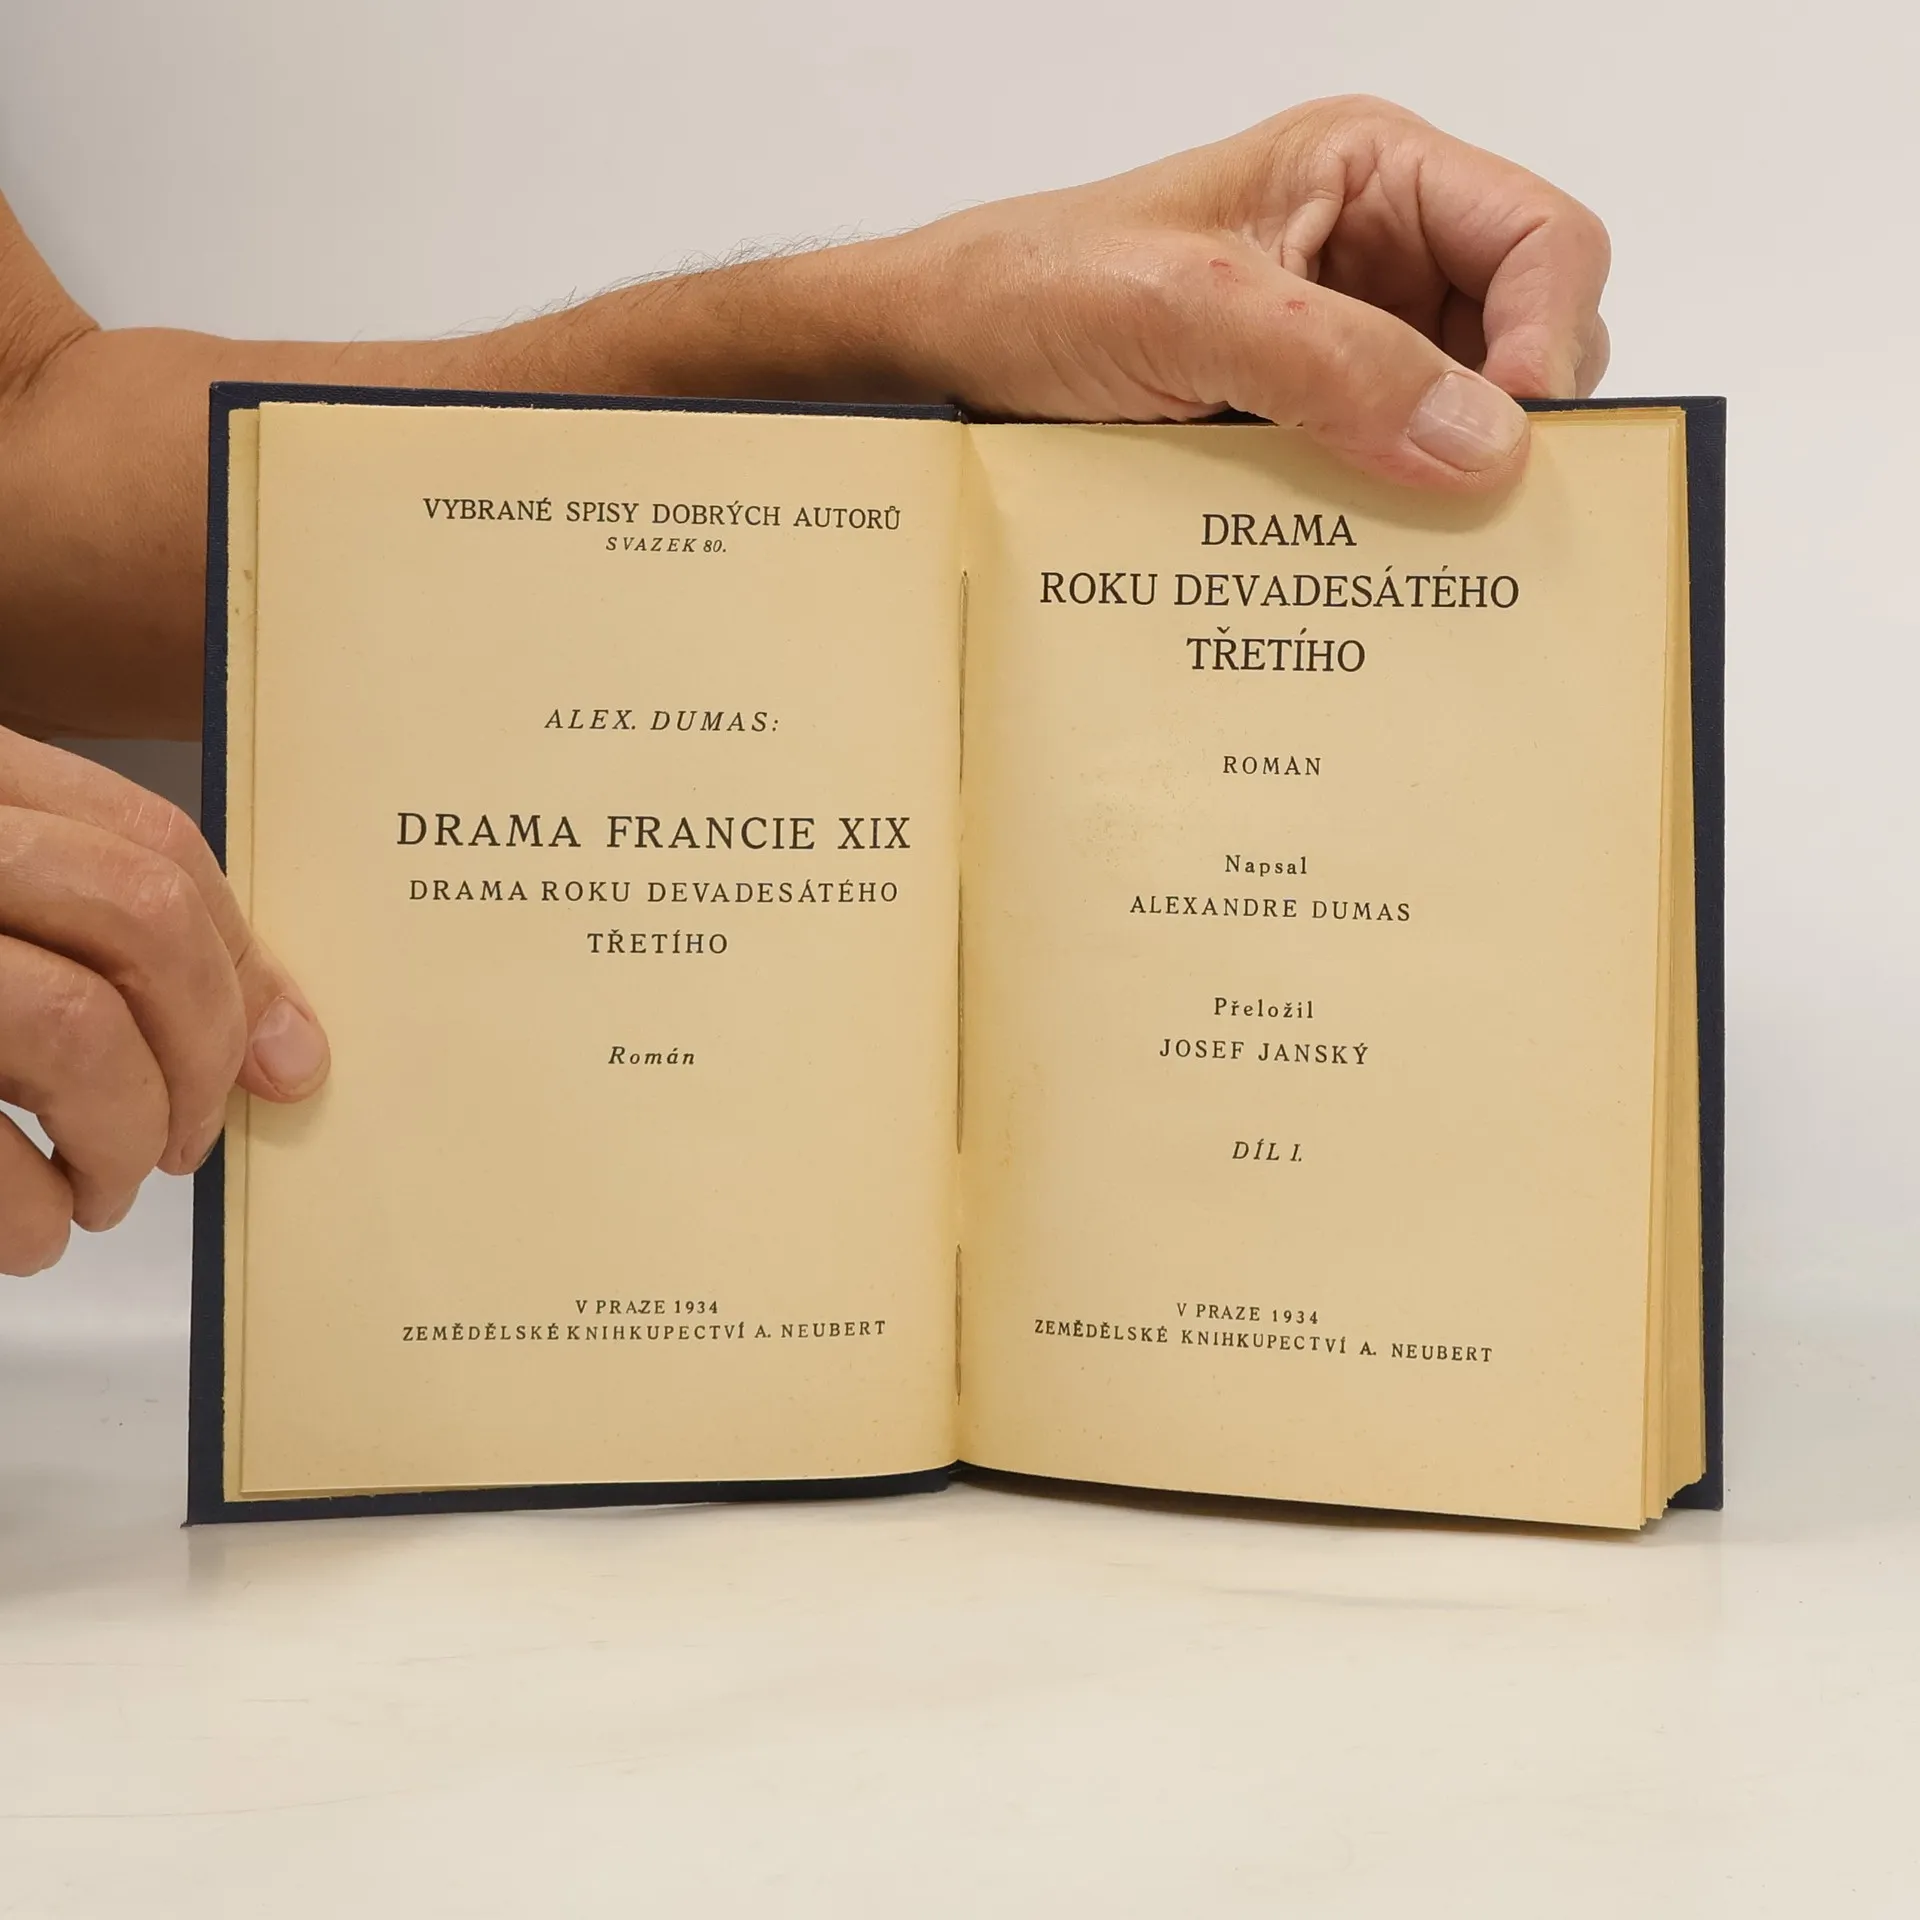 VYBRANÉ SPISY DOBRÝCH AUTORŮ
SVAZEK 80.
ALEX. DUMAS:
DRAMA FRANCIE XIX
DRAMA ROKU DEVADESÁTÉHO
TŘETÍHO
Román
V PRAZE 1934
ZEMĚDĚLSKÉ KNIHKUPECTVÍ A. NEUBERT
DRAMA
ROKU DEVADESÁTÉHO
TŘETÍHO
ROMAN
Napsal
ALEXANDRE DUMAS
Přeložil
JOSEF JANSKÝ
DÍL I.
V PRAZE 1934
ZEMĚDĚLSKÉ KNIHKUPECTVÍ A. NEUBERT